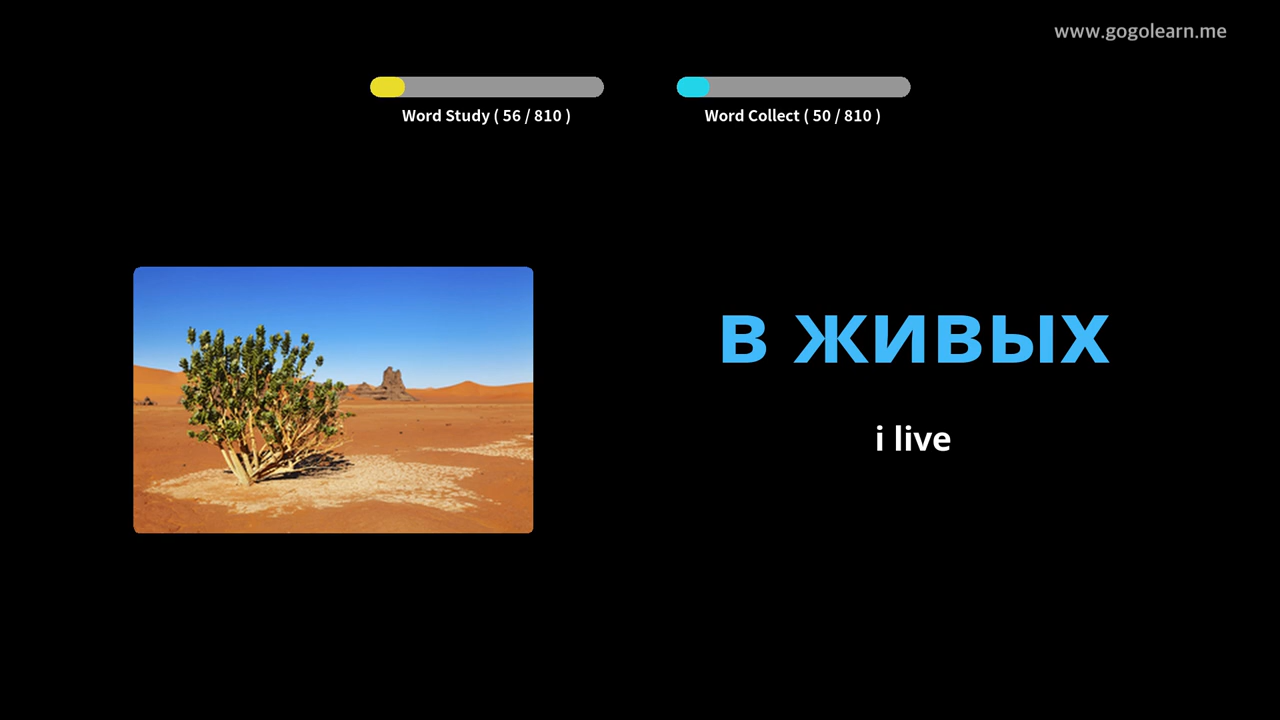 www.gogolearn.me
Word Study ( 56 / 810 )
Word Collect ( 50 / 810 )
в живых
i live